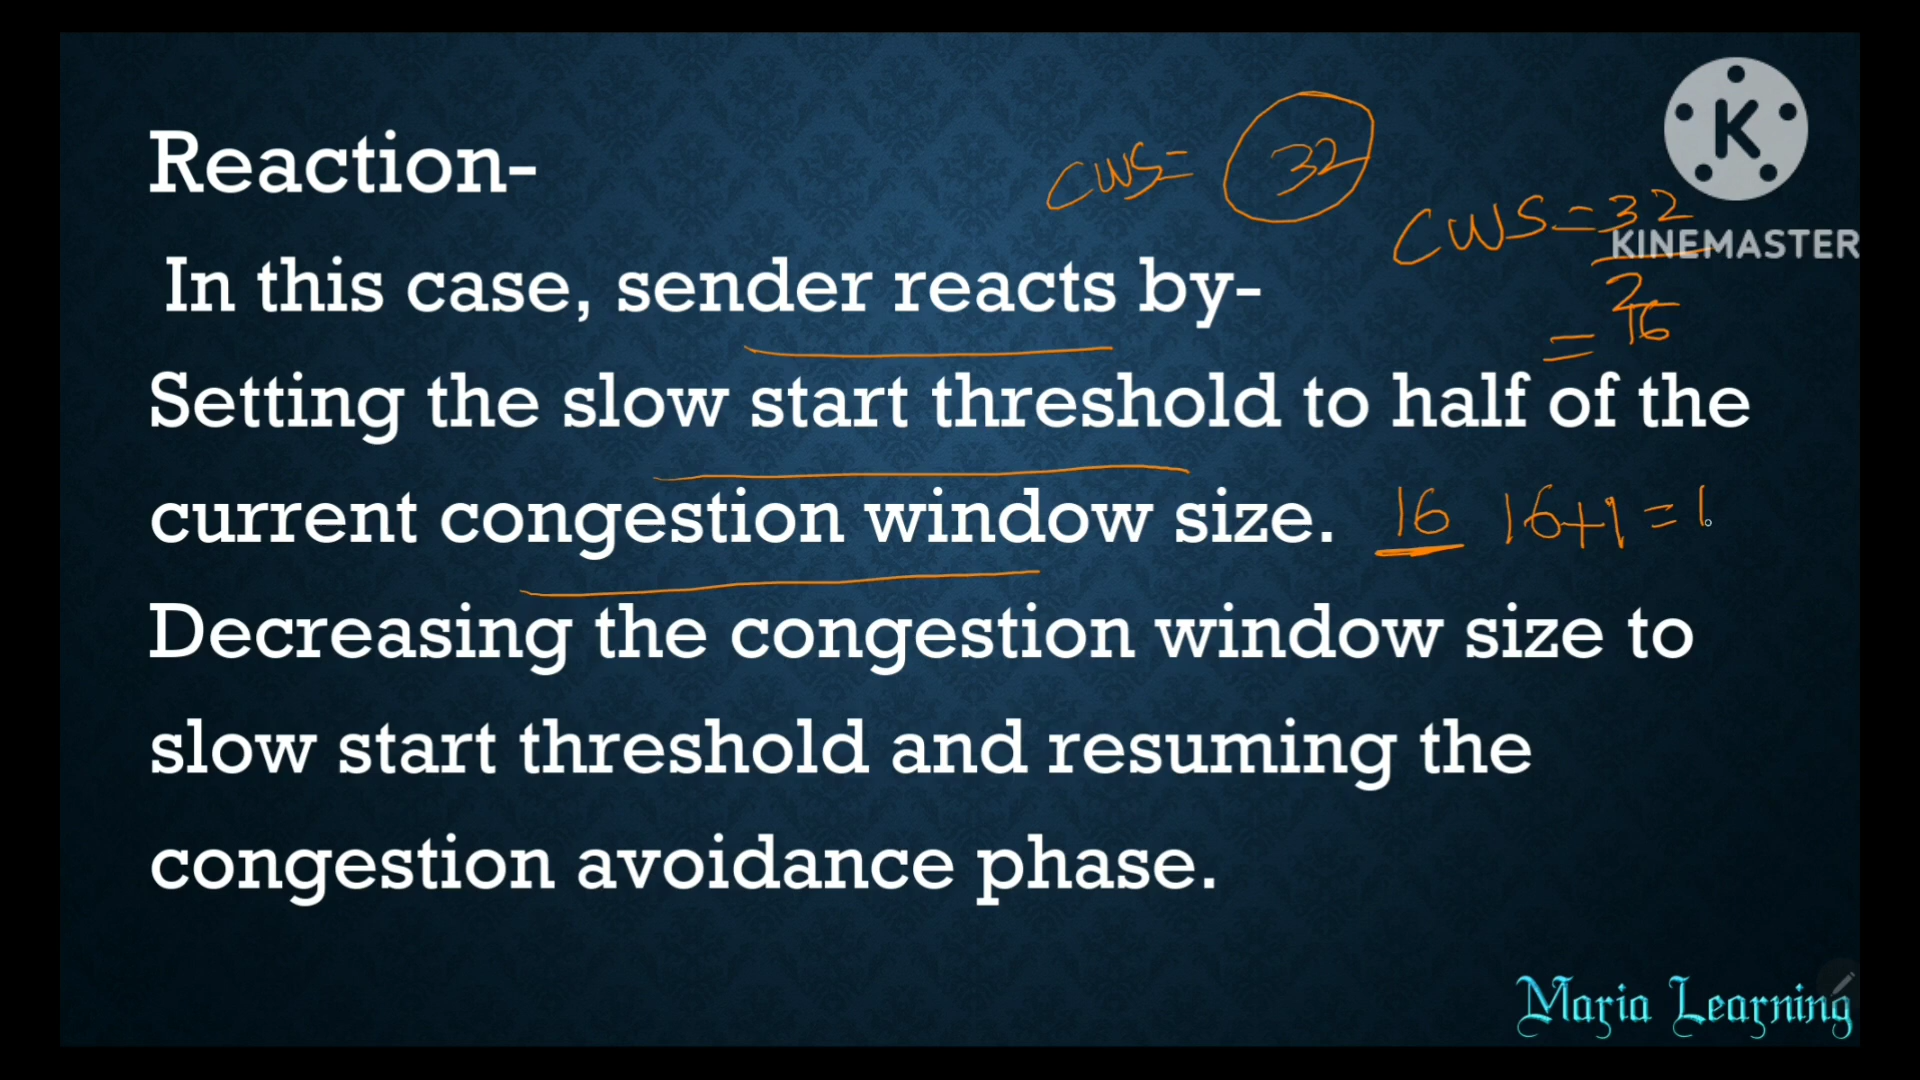 Reaction-
CWS= 32
CWS=32
KINEMASTER
2
= 16
In this case, sender reacts by-
Setting the slow start threshold to half of the
current congestion window size. 16 16+1=1
Decreasing the congestion window size to
slow start threshold and resuming the
congestion avoidance phase.
Maria Learning